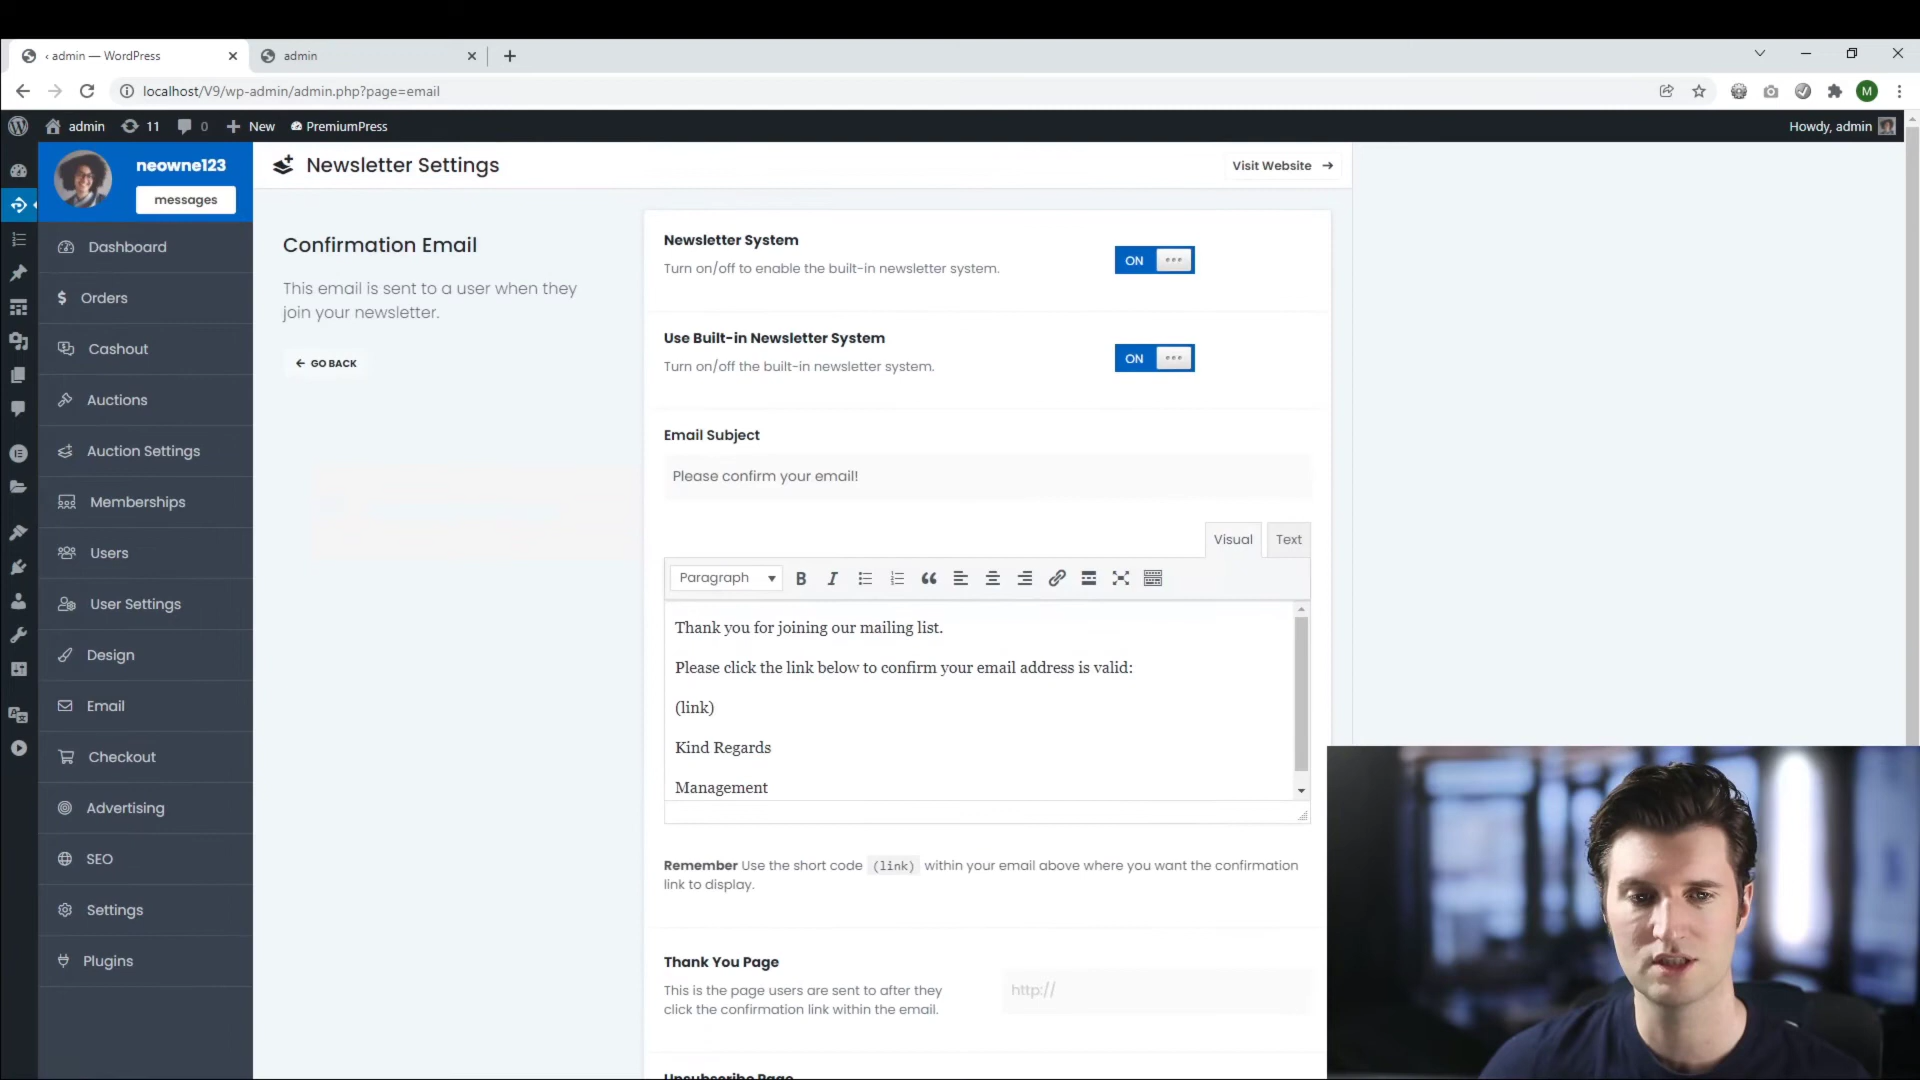 ‹ admin — WordPress
admin
localhost/V9/wp-admin/admin.php?page=email
M
admin
11
0
New
PremiumPress
Howdy, admin
neowne123
messages
Newsletter Settings
Visit Website
Dashboard
Orders
Cashout
Auctions
Auction Settings
Memberships
Users
User Settings
Design
Email
Checkout
Advertising
SEO
Settings
Plugins
Confirmation Email
This email is sent to a user when they
join your newsletter.
GO BACK
Newsletter System
Turn on/off to enable the built-in newsletter system.
ON
Use Built-in Newsletter System
Turn on/off the built-in newsletter system.
ON
Email Subject
Please confirm your email!
Visual
Text
Paragraph
B
I
Thank you for joining our mailing list.
Please click the link below to confirm your email address is valid:
(link)
Kind Regards
Management
Remember Use the short code (link) within your email above where you want the confirmation
link to display.
Thank You Page
This is the page users are sent to after they
click the confirmation link within the email.
http://
Unsubscribe Page